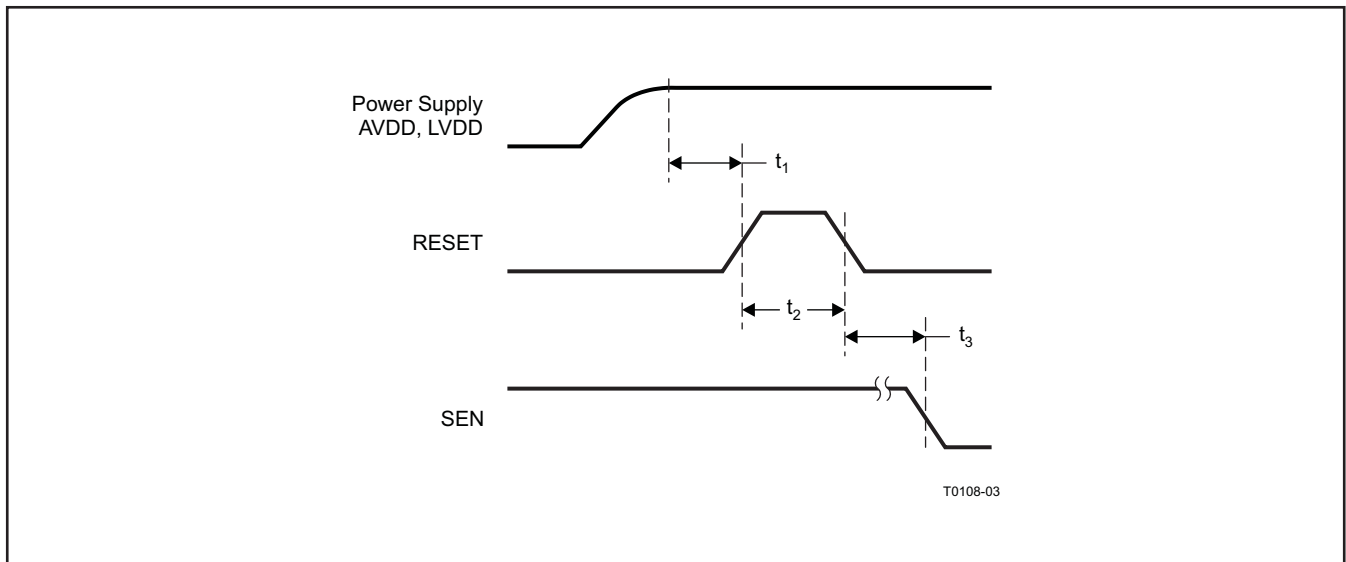 Power Supply
AVDD, LVDD
t1
RESET
t2
t3
SEN
T0108-03